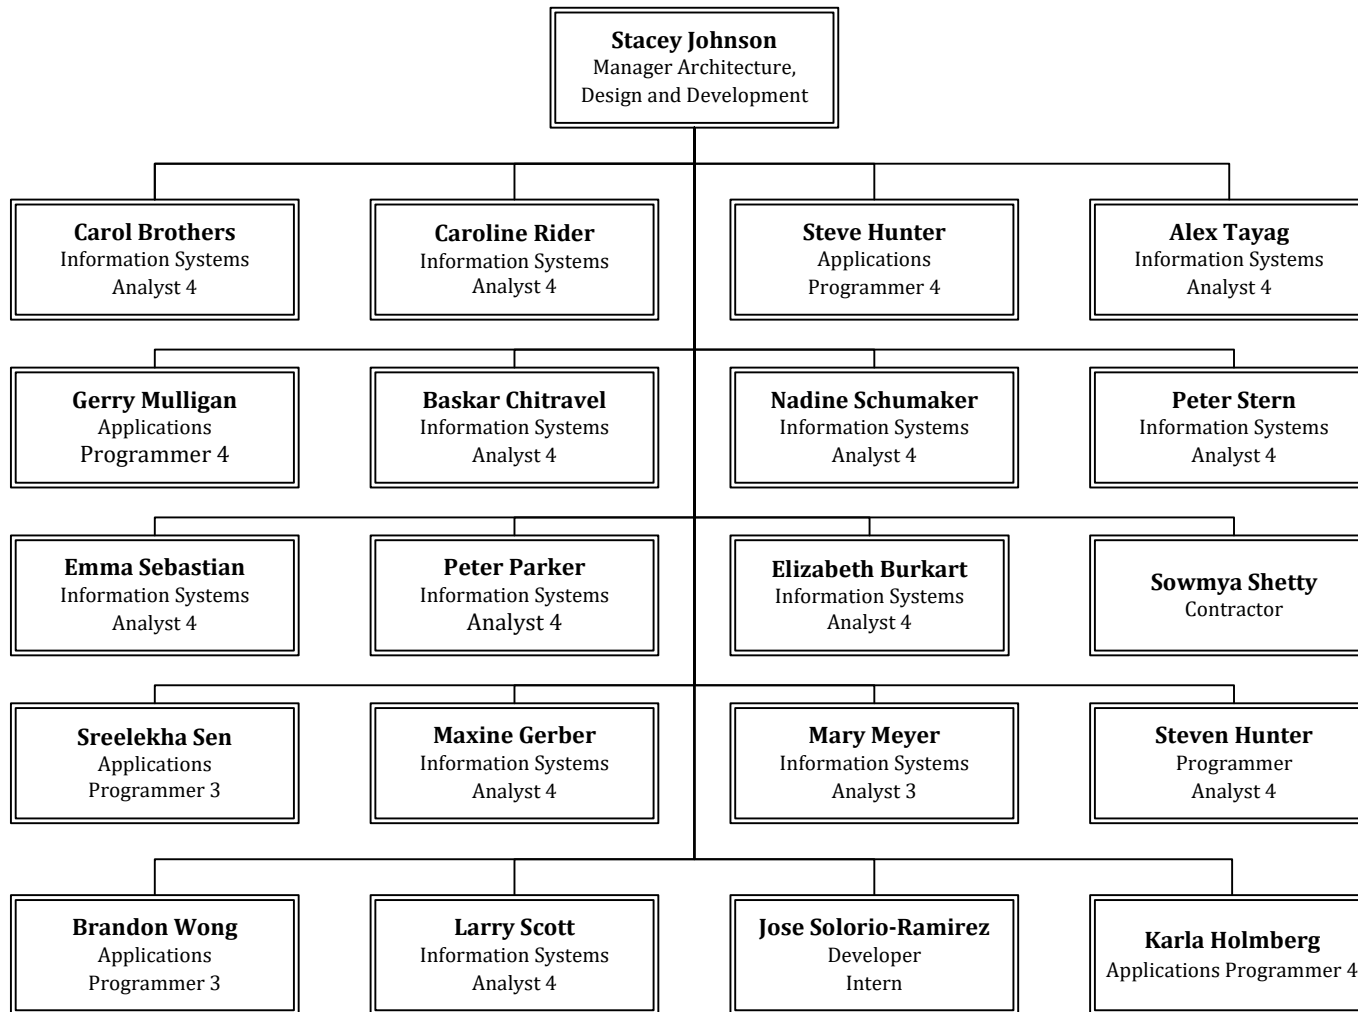 Stacey Johnson
Manager Architecture,
Design and Development
Carol Brothers
Information Systems
Analyst 4
Caroline Rider
Information Systems
Analyst 4
Steve Hunter
Applications
Programmer 4
Alex Tayag
Information Systems
Analyst 4
Gerry Mulligan
Applications
Programmer 4
Baskar Chitravel
Information Systems
Analyst 4
Nadine Schumaker
Information Systems
Analyst 4
Peter Stern
Information Systems
Analyst 4
Emma Sebastian
Information Systems
Analyst 4
Peter Parker
Information Systems
Analyst 4
Elizabeth Burkart
Information Systems
Analyst 4
Sowmya Shetty
Contractor
Sreelekha Sen
Applications
Programmer 3
Maxine Gerber
Information Systems
Analyst 4
Mary Meyer
Information Systems
Analyst 3
Steven Hunter
Programmer
Analyst 4
Brandon Wong
Applications
Programmer 3
Larry Scott
Information Systems
Analyst 4
Jose Solorio-Ramirez
Developer
Intern
Karla Holmberg
Applications Programmer 4